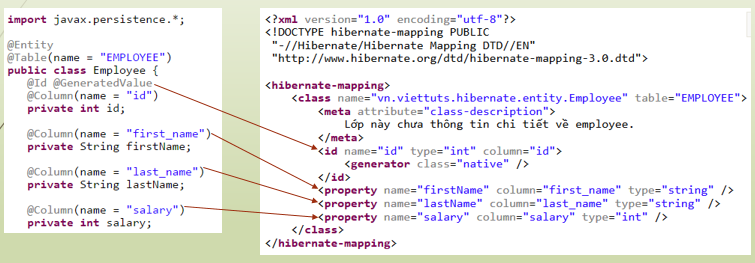 import javax.persistence.*;
@Entity
@Table(name = "EMPLOYEE")
public class Employee {
@Id @GeneratedValue
@Column(name = "id")
private int id;
@Column(name = "first_name")
private String firstName;
@Column(name = "last_name")
private String lastName;
@Column(name = "salary")
private int salary;
<?xml version="1.0" encoding="utf-8"?>
<!DOCTYPE hibernate-mapping PUBLIC
"-//Hibernate/Hibernate Mapping DTD//EN"
"http://www.hibernate.org/dtd/hibernate-mapping-3.0.dtd">
<hibernate-mapping>
<class name="vn.viettuts.hibernate.entity.Employee" table="EMPLOYEE">
<meta attribute="class-description">
Lớp này chưa thông tin chi tiết về employee.
</meta>
<id name="id" type="int" column="id">
<generator class="native" />
</id>
<property name="firstName" column="first_name" type="string" />
<property name="lastName" column="last_name" type="string" />
<property name="salary" column="salary" type="int" />
</class>
</hibernate-mapping>